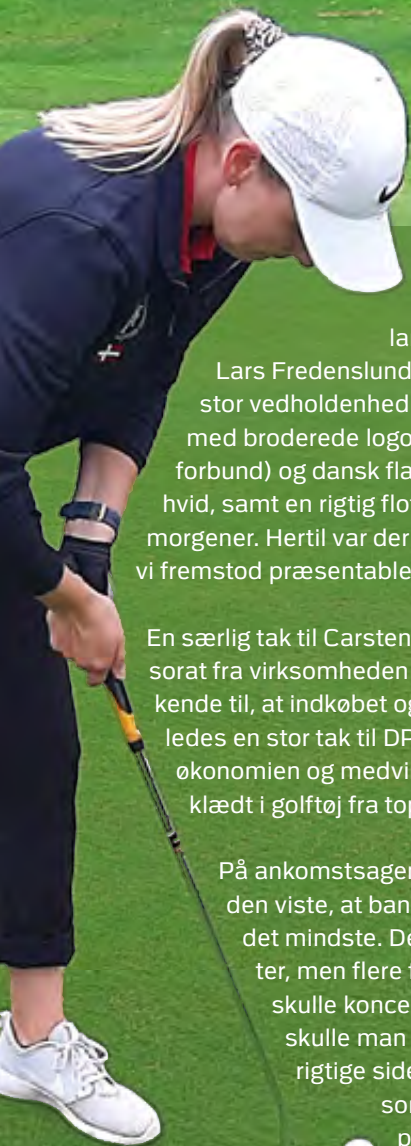 la
Lars Fredenslund
stor vedholdenhed
med broderede logo
forbund) og dansk fla
hvid, samt en rigtig flo
morgener. Hertil var der
vi fremstod præsentable
En særlig tak til Carsten
sorat fra virksomheden
kende til, at indkøbet og
ledes en stor tak til DP
økonomien og medvi
klædt i golftøj fra top
På ankomstsagen
den viste, at ban
det mindste. De
ter, men flere f
skulle konce
skulle man
rigtige side
som
p